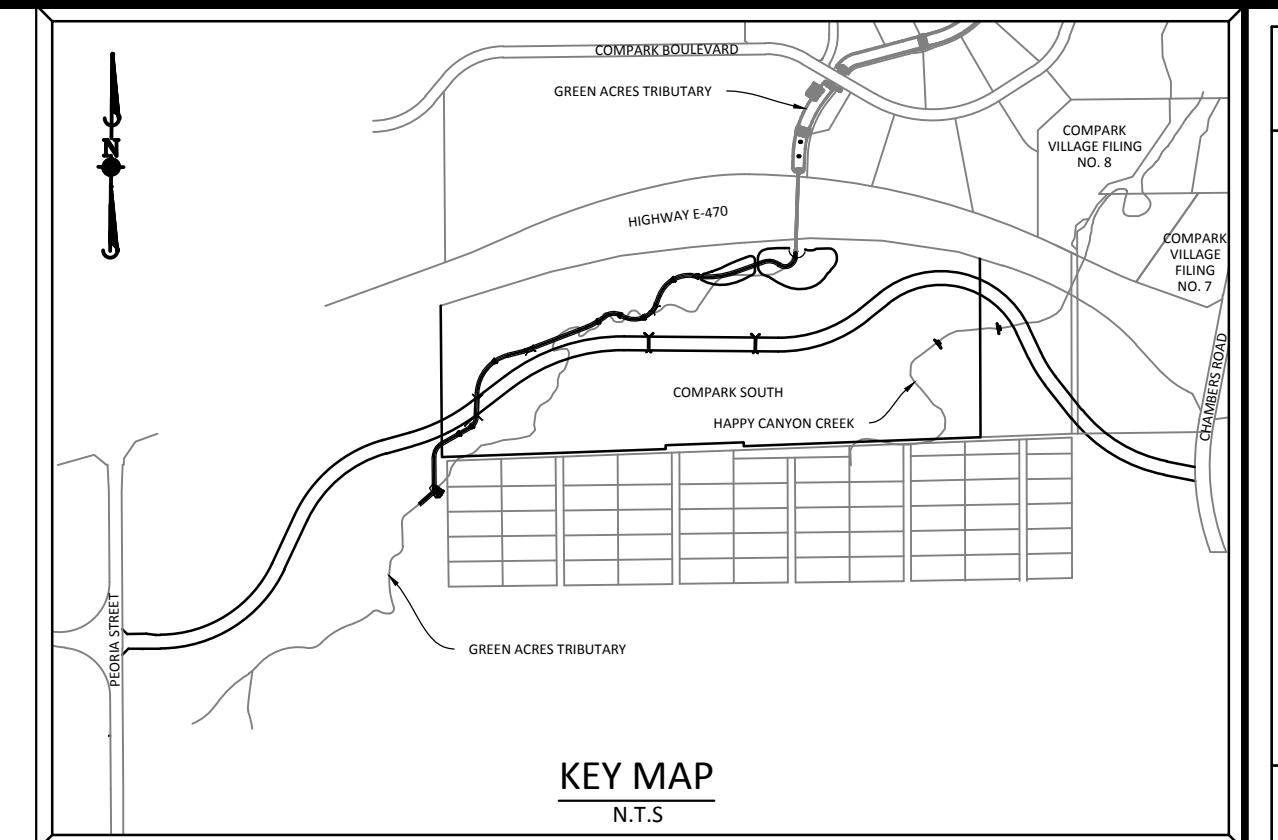 COMPARK BOULEVARD
GREEN ACRES TRIBUTARY
N
COMPARK
VILLAGE FILING
NO. 8
HIGHWAY E-470
COMPARK
VILLAGE
FILING
NO. 7
CHAMBERS ROAD
COMPARK SOUTH
HAPPY CANYON CREEK
PEORIA STREET
GREEN ACRES TRIBUTARY
KEY MAP
N.T.S